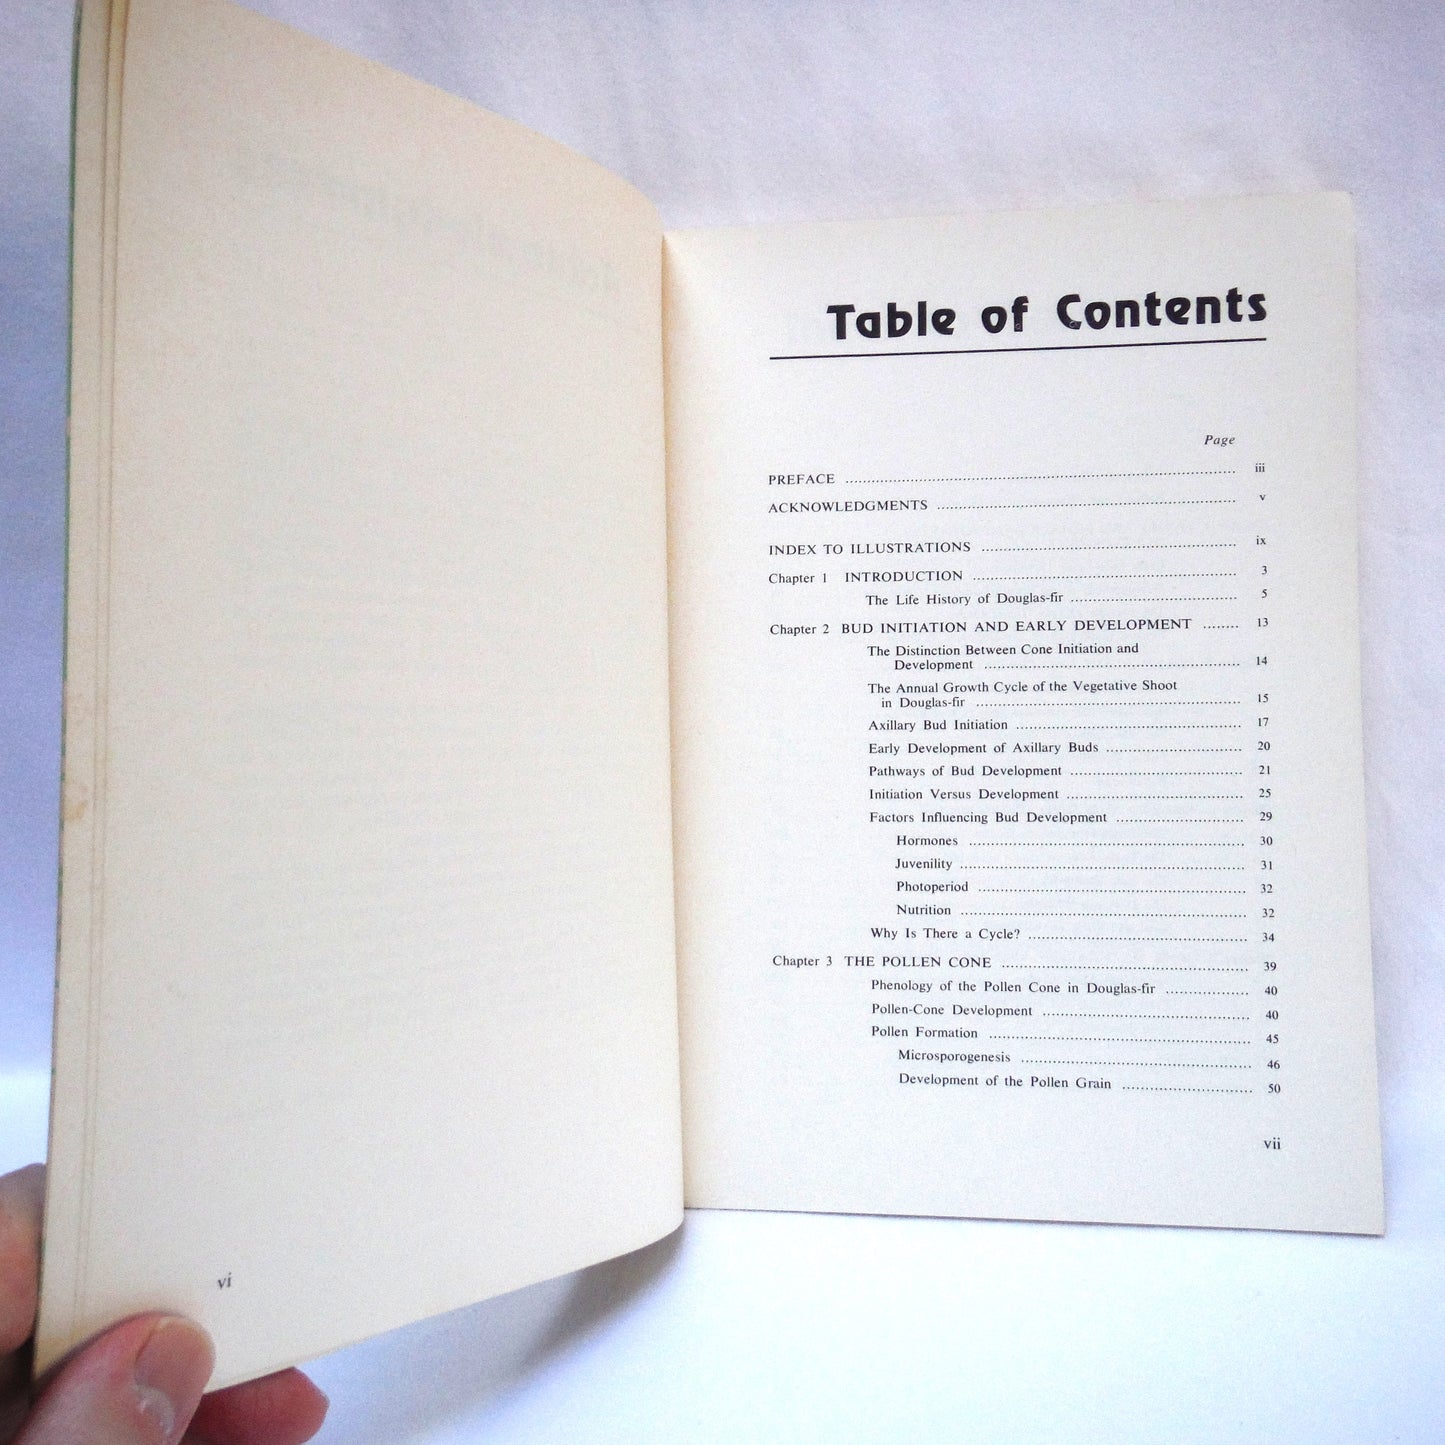 vi
Table of Contents
Page
PREFACE ........................ iii
ACKNOWLEDGMENTS ........................ v
INDEX TO ILLUSTRATIONS ........................ ix
Chapter 1 INTRODUCTION ........................ 3
The Life History of Douglas-fir ........................ 5
Chapter 2 BUD INITIATION AND EARLY DEVELOPMENT ........ 13
The Distinction Between Cone Initiation and
Development ........................ 14
The Annual Growth Cycle of the Vegetative Shoot
in Douglas-fir ........................ 15
Axillary Bud Initiation ........................ 17
Early Development of Axillary Buds ........................ 20
Pathways of Bud Development ........................ 21
Initiation Versus Development ........................ 25
Factors Influencing Bud Development ........................ 29
Hormones ........................ 30
Juvenility ........................ 31
Photoperiod ........................ 32
Nutrition ........................ 32
Why Is There a Cycle? ........................ 34
Chapter 3 THE POLLEN CONE ........................ 39
Phenology of the Pollen Cone in Douglas-fir ................ 40
Pollen-Cone Development ........................ 40
Pollen Formation ........................ 45
Microsporogenesis ........................ 46
Development of the Pollen Grain ........................ 50
vii